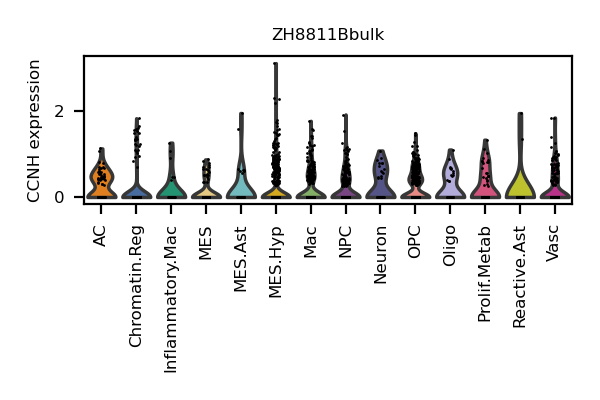 ZH8811Bbulk
CCNH expression
2
0
AC
Chromatin.Reg
Inflammatory.Mac
MES
MES.Ast
MES.Hyp
Mac
NPC
Neuron
OPC
Oligo
Prolif.Metab
Reactive.Ast
Vasc